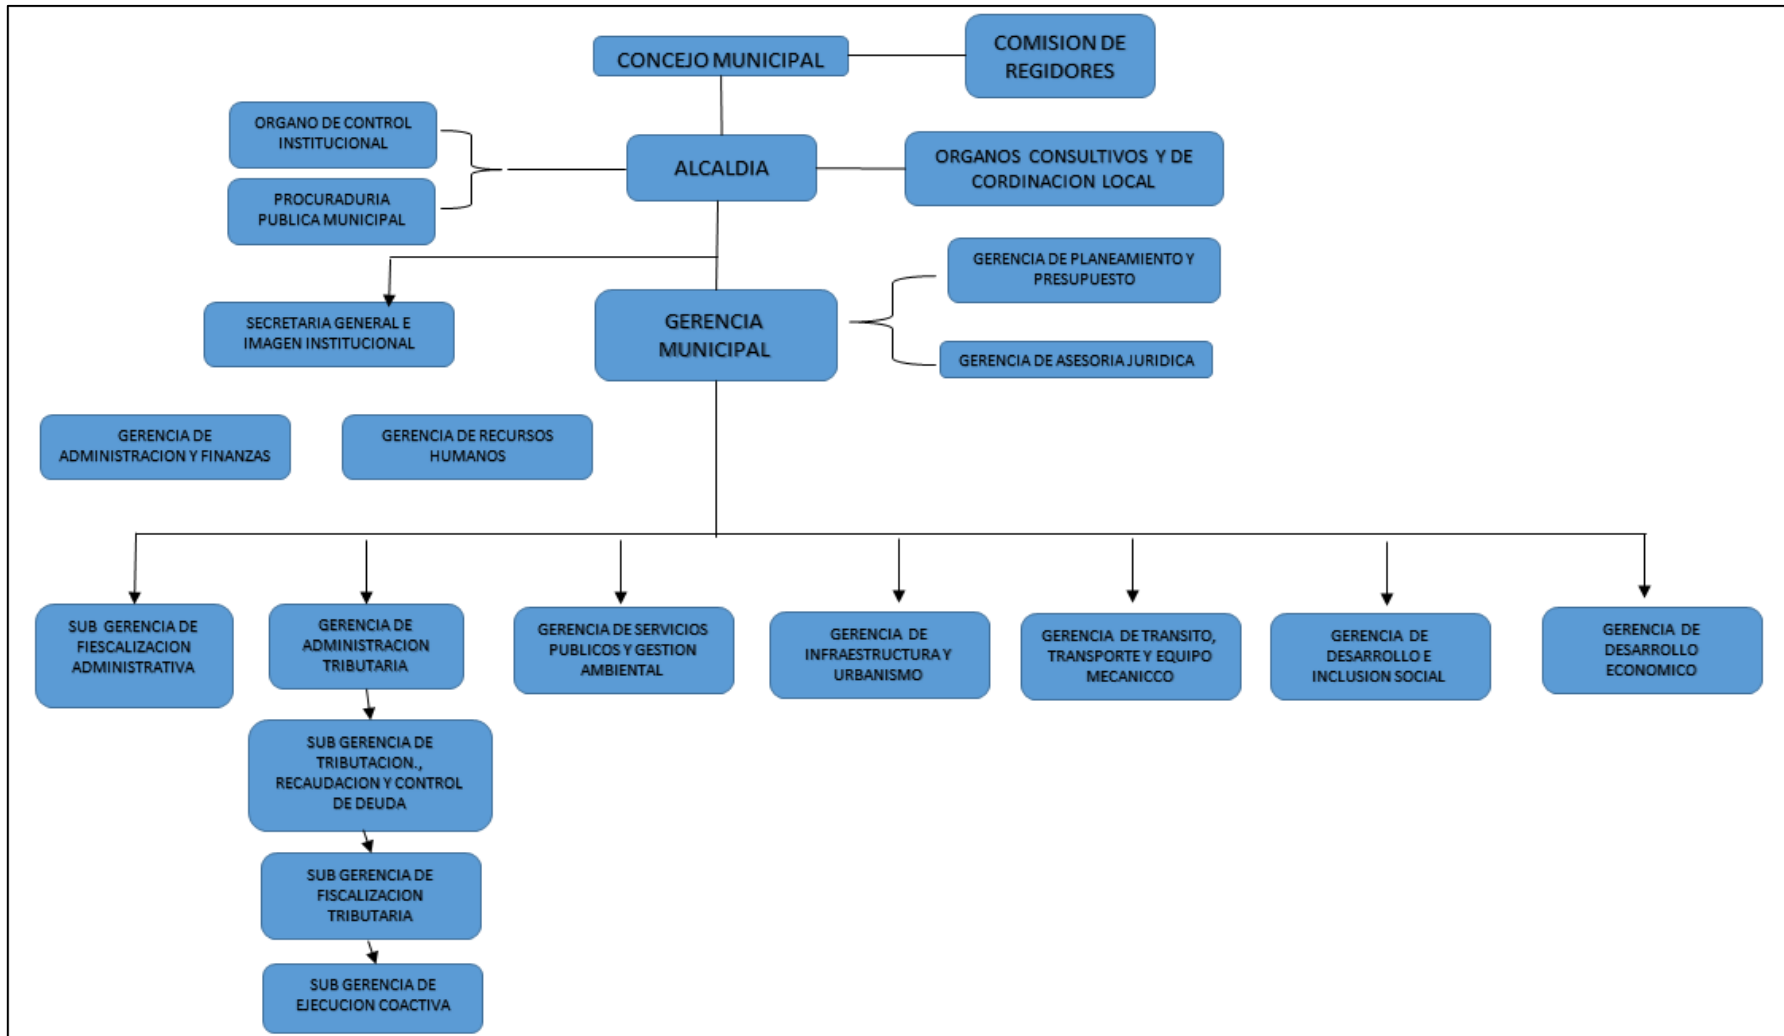 CONCEJO MUNICIPAL
COMISION DE
REGIDORES
ORGANO DE CONTROL
INSTITUCIONAL
PROCURADURIA
PUBLICA MUNICIPAL
ALCALDIA
ORGANOS CONSULTIVOS Y DE
CORDINACION LOCAL
SECRETARIA GENERAL E
IMAGEN INSTITUCIONAL
GERENCIA
MUNICIPAL
GERENCIA DE PLANEAMIENTO Y
PRESUPUESTO
GERENCIA DE ASESORIA JURIDICA
GERENCIA DE
ADMINISTRACION Y FINANZAS
GERENCIA DE RECURSOS
HUMANOS
SUB GERENCIA DE
FIESCALIZACION
ADMINISTRATIVA
GERENCIA DE
ADMINISTRACION
TRIBUTARIA
GERENCIA DE SERVICIOS
PUBLICOS Y GESTION
AMBIENTAL
GERENCIA DE
INFRAESTRUCTURA Y
URBANISMO
GERENCIA DE TRANSITO,
TRANSPORTE Y EQUIPO
MECANICCO
GERENCIA DE
DESARROLLO E
INCLUSION SOCIAL
GERENCIA DE
DESARROLLO
ECONOMICO
SUB GERENCIA DE
TRIBUTACION.,
RECAUDACION Y CONTROL
DE DEUDA
SUB GERENCIA DE
FISCALIZACION
TRIBUTARIA
SUB GERENCIA DE
EJECUCION COACTIVA